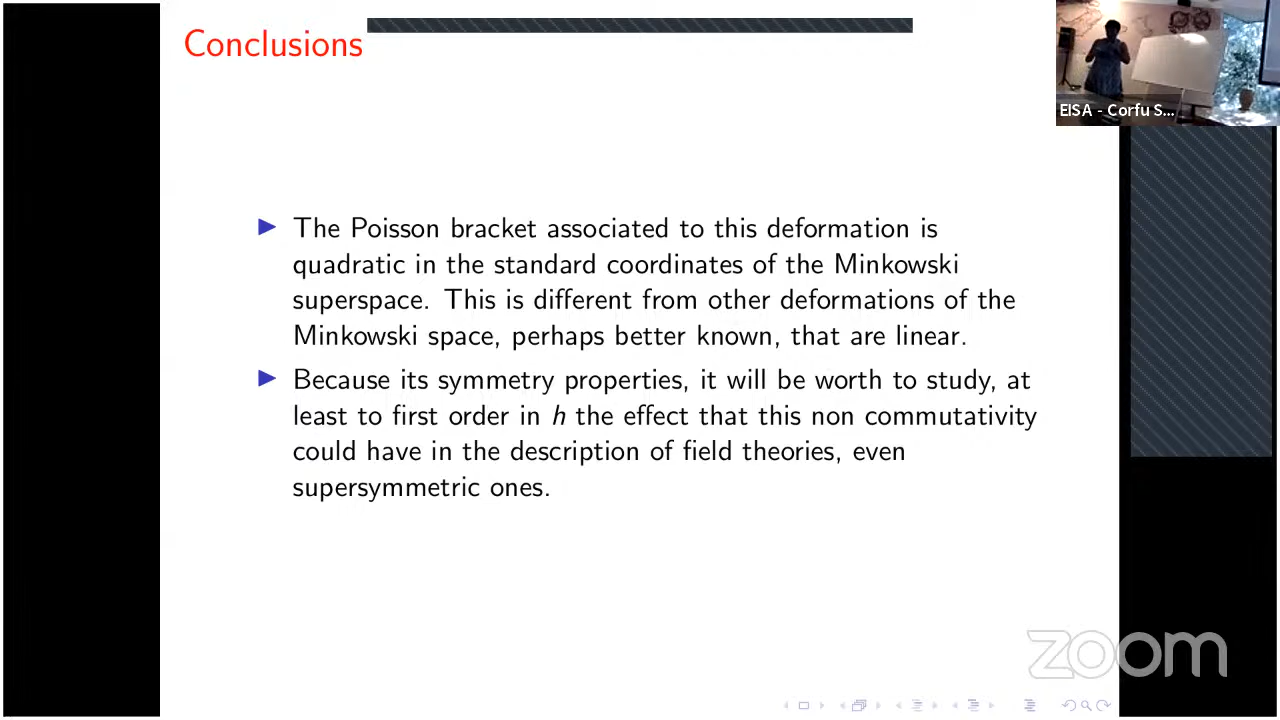 Conclusions
EISA - Corfu S...
The Poisson bracket associated to this deformation is
quadratic in the standard coordinates of the Minkowski
superspace. This is different from other deformations of the
Minkowski space, perhaps better known, that are linear.
Because its symmetry properties, it will be worth to study, at
least to first order in h the effect that this non commutativity
could have in the description of field theories, even
supersymmetric ones.
zoom